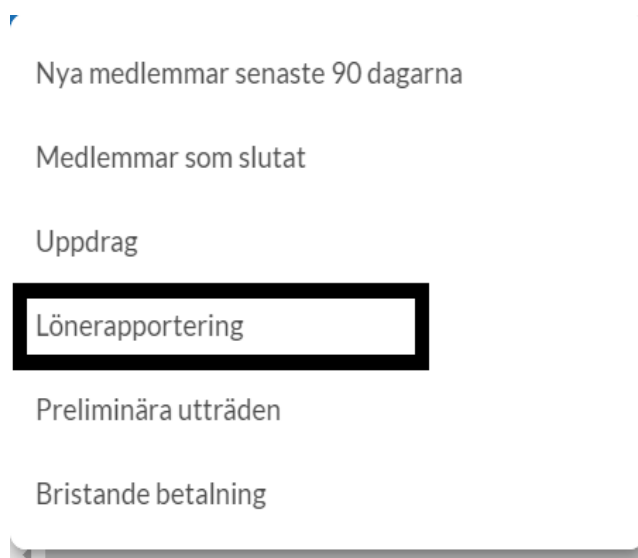 Nya medlemmar senaste 90 dagarna
Medlemmar som slutat
Uppdrag
Lönerapportering
Preliminära utträden
Bristande betalning